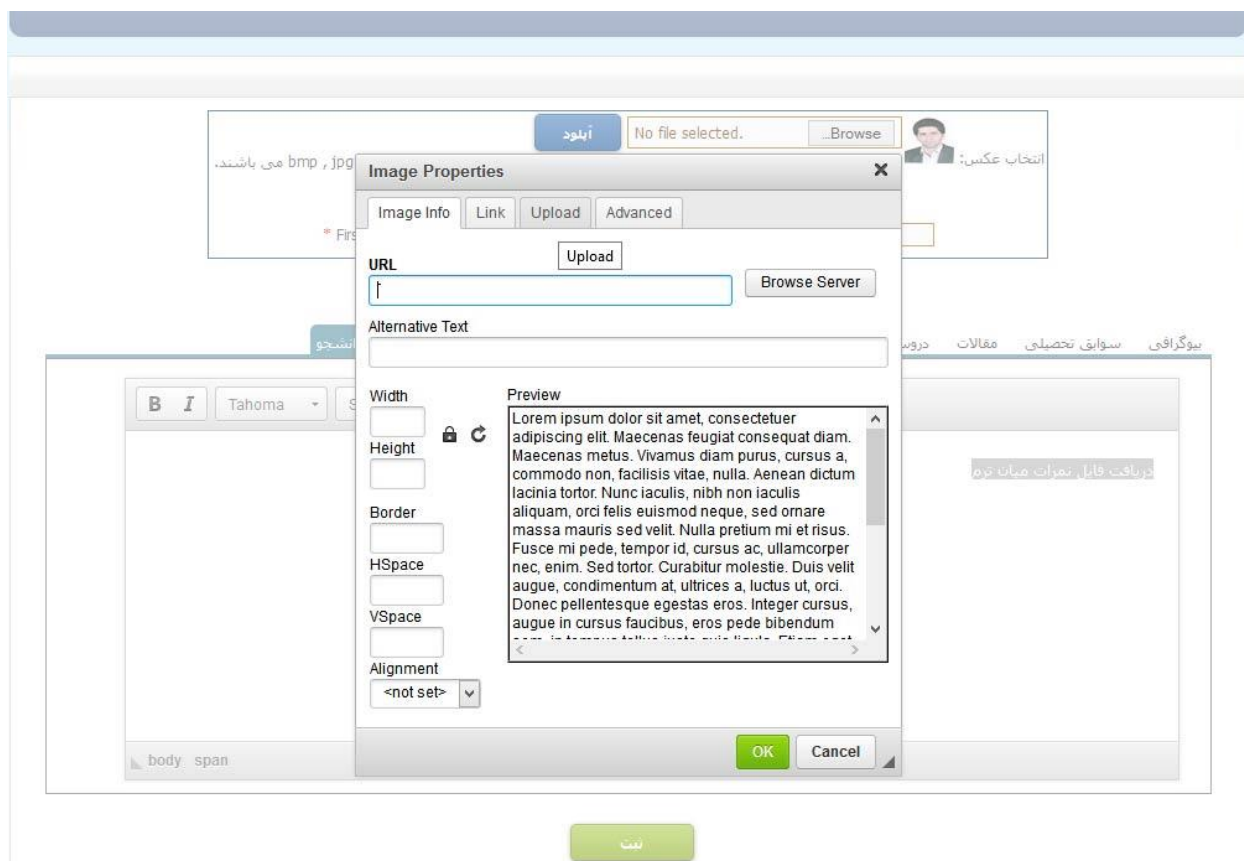 آپلود
No file selected.
Browse...
انتخاب عکس:
bmp , jpg می باشند.
* Firs
Image Properties
Image Info
Link
Upload
Advanced
Upload
URL
Browse Server
Alternative Text
بیوگرافی
سوابق تحصیلی
مقالات
B I
Tahoma
Width
Height
Border
HSpace
VSpace
Alignment
<not set>
Preview
Lorem ipsum dolor sit amet, consectetuer
adipiscing elit. Maecenas feugiat consequat diam.
Maecenas metus. Vivamus diam purus, cursus a,
commodo non, facilisis vitae, nulla. Aenean dictum
lacinia tortor. Nunc iaculis, nibh non iaculis
aliquam, orci felis euismod neque, sed ornare
massa mauris sed velit. Nulla pretium mi et risus.
Fusce mi pede, tempor id, cursus ac, ullamcorper
nec, enim. Sed tortor. Curabitur molestie. Duis velit
augue, condimentum at, ultrices a, luctus ut, orci.
Donec pellentesque egestas eros. Integer cursus,
augue in cursus faucibus, eros pede bibendum
دریافت فایل نمرات میان ترم
OK
Cancel
body span
ثبت